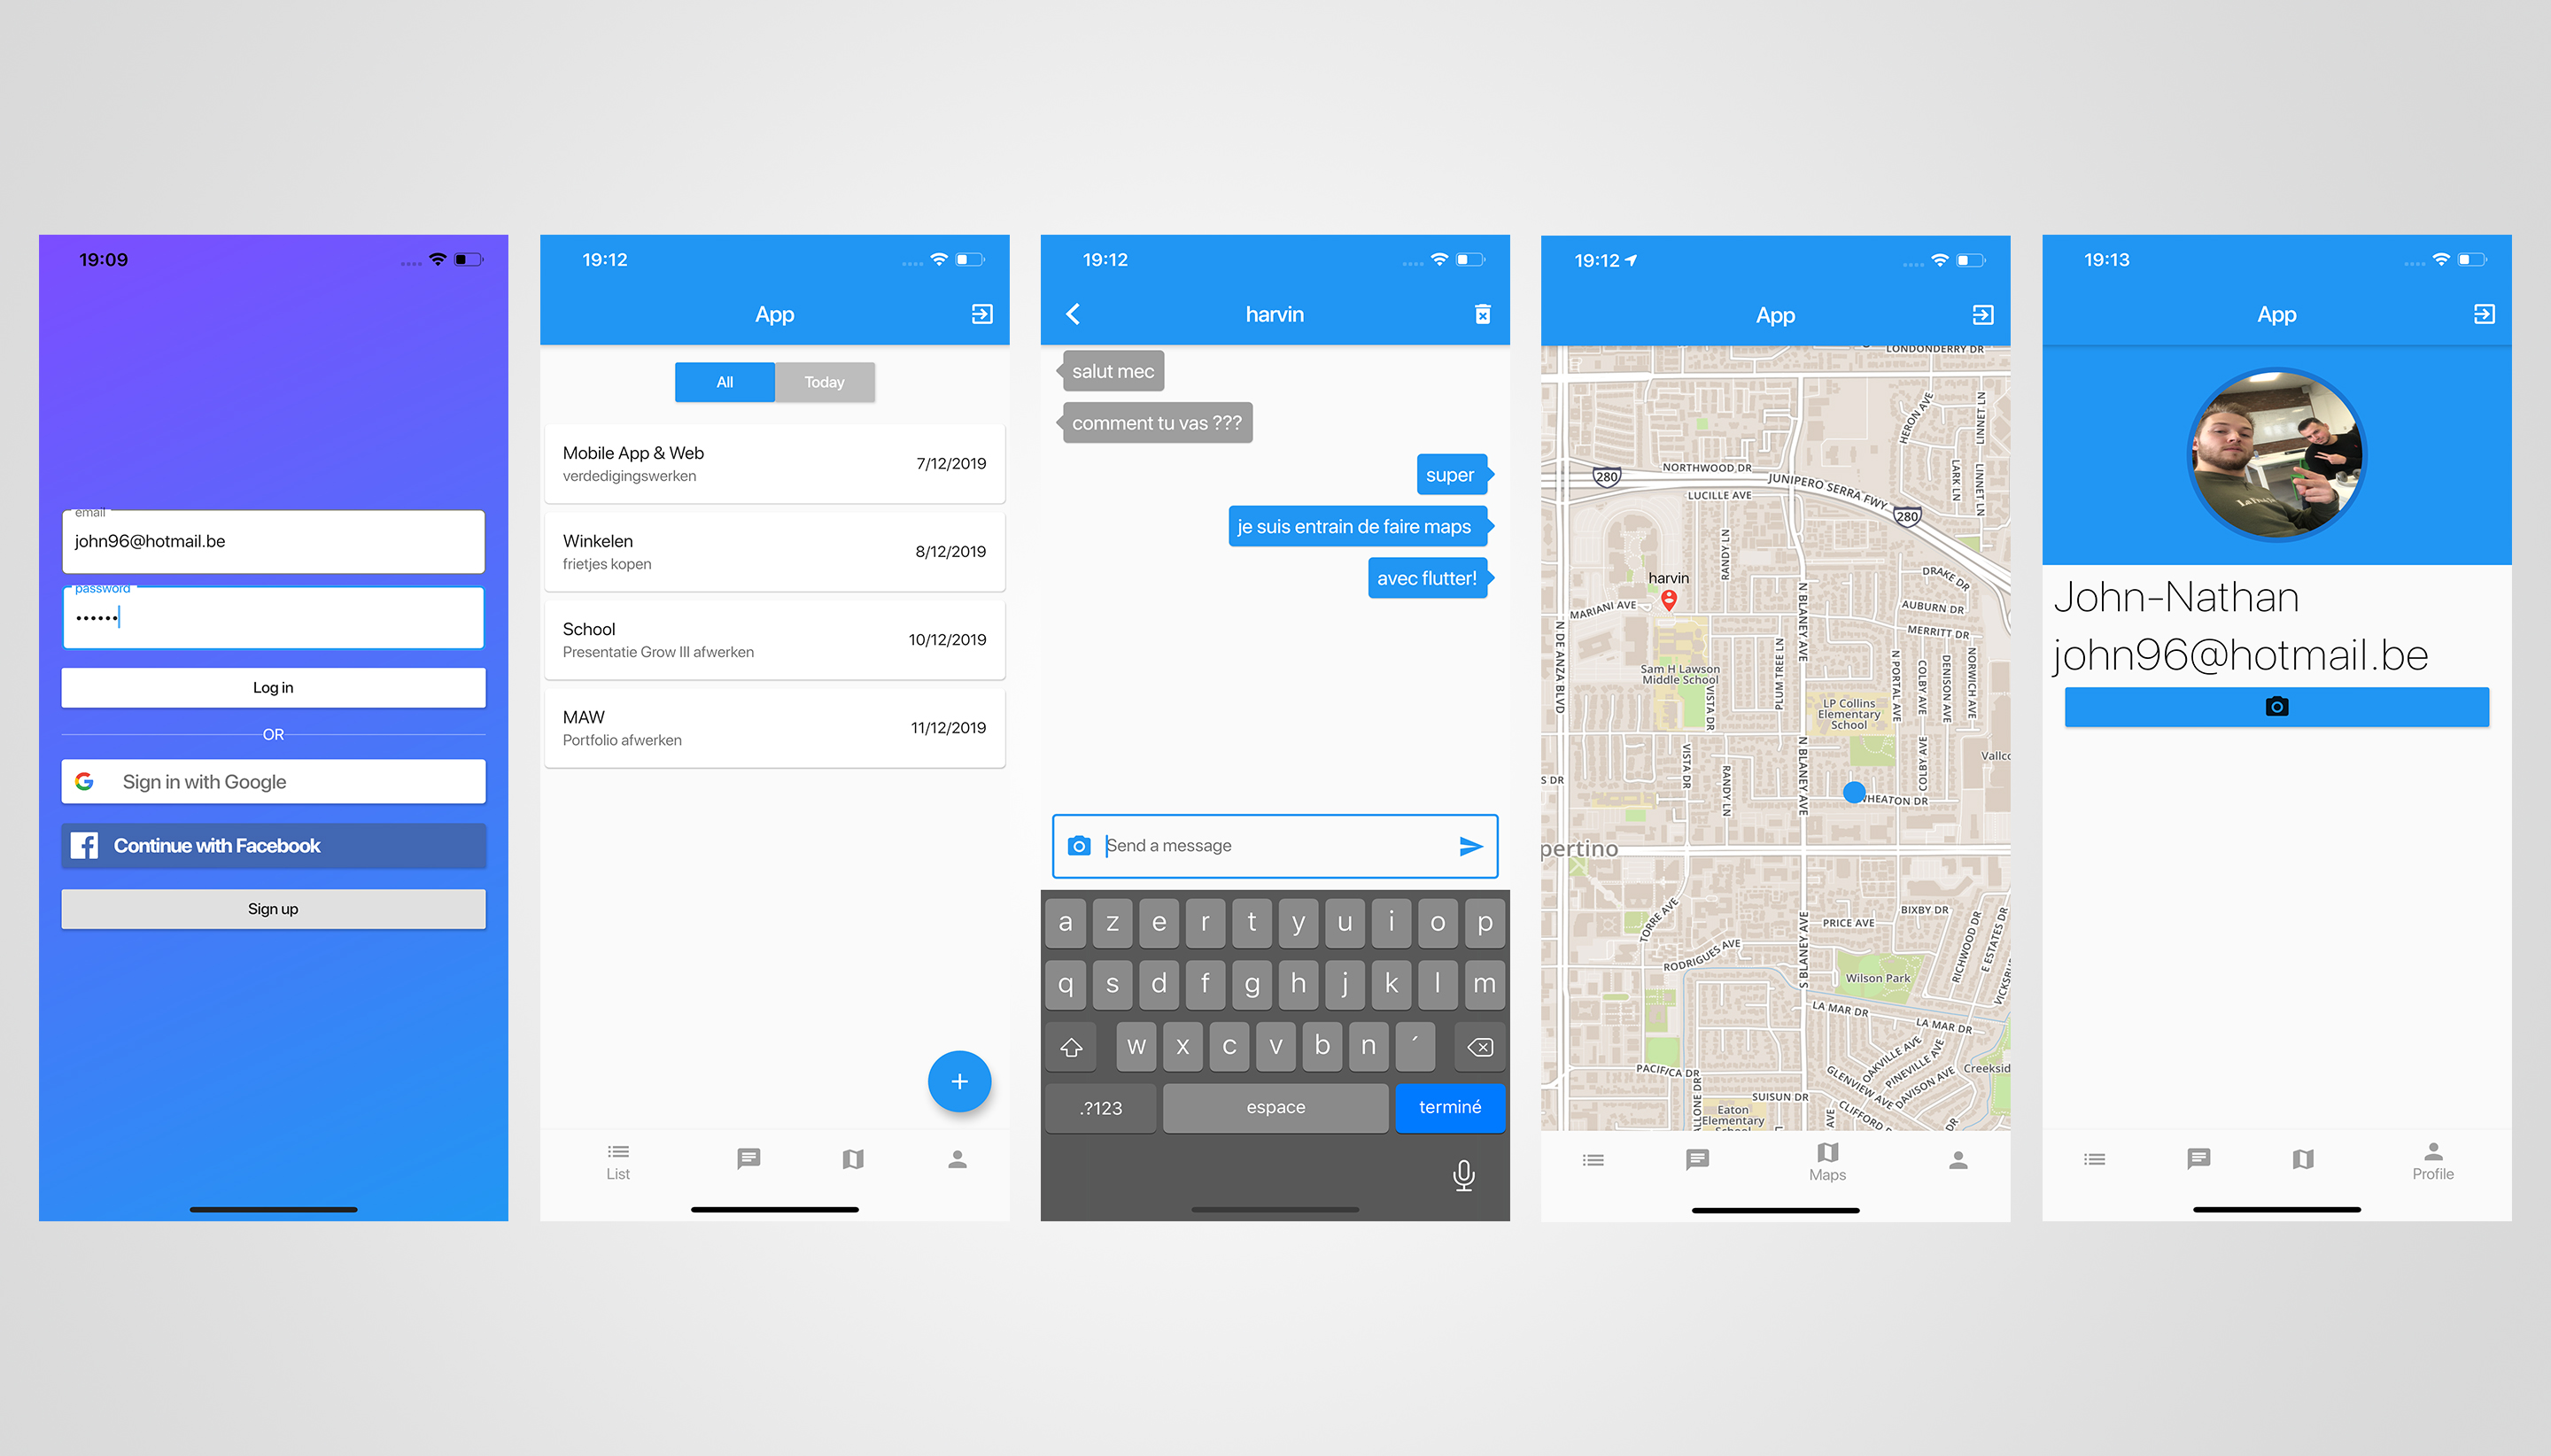 19:09
email
john96@hotmail.be
password
••••••
Log in
OR
G Sign in with Google
f Continue with Facebook
Sign up
19:12
App
All Today
Mobile App & Web
verdedigingswerken
7/12/2019
Winkelen
frietjes kopen
8/12/2019
School
Presentatie Grow III afwerken
10/12/2019
MAW
Portfolio afwerken
11/12/2019
+
List
19:12
harvin
salut mec
comment tu vas ???
super
je suis entrain de faire maps
avec flutter!
Send a message
a z e r t y u i o p
q s d f g h j k l m
w x c v b n ´
.?123 espace terminé
19:12
App
LONDONDERRY DR
HERON AVE
LINNET LN
LINNET LN
LARK LN
NORTHWOOD DR
280
JUNIPERO SERRA FWY
LUCILLE AVE
280
RANDY LN
DRAKE DR
harvin
MARIANI AVE
AUBURN DR
MERRITT DR
N DE ANZA BLVD
N BLANEY AVE
PLUM TREE LN
N PORTAL AVE
COLBY AVE
DENISON AVE
NORWICH AVE
Sam H Lawson
Middle School
VISTA DR
LP Collins
Elementary
School
VISTA DR
RANDY LN
N BLANEY AVE
COLBY AVE
Vallco
S DR
WHEATON DR
pertino
TORRE AVE
BIXBY DR
PRICE AVE
RODRIGUES AVE
S BLANEY AVE
RICHWOOD DR
E ESTATES DR
Wilson Park
LA MAR DR
LA MAR DR
OAKVILLE AVE
PINEVILLE AVE
GLENVIEW AVE
DAVISON AVE
Creeksid
PACIFICA DR
SUISUN DR
Eaton
Elementary
School
AVE
CLIFFORD
DR
Maps
19:13
App
John-Nathan
john96@hotmail.be
Profile